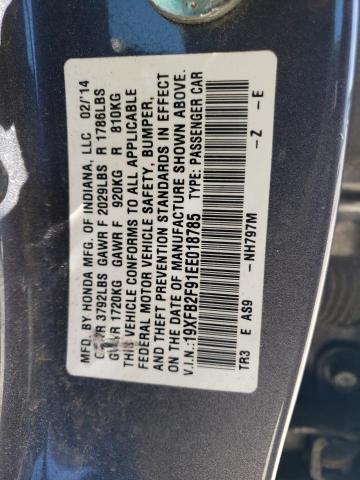 MFD. BY HONDA MFG. OF INDIANA, LLC 02/'14
GVWR 3792LBS GAWR F 2029LBS R 1786LBS
GVWR 1720KG GAWR F 920KG R 810KG
THIS VEHICLE CONFORMS TO ALL APPLICABLE
FEDERAL MOTOR VEHICLE SAFETY, BUMPER,
AND THEFT PREVENTION STANDARDS IN EFFECT
ON THE DATE OF MANUFACTURE SHOWN ABOVE.
V.I.N.:19XFB2F91EE018785 TYPE: PASSENGER CAR
TR3 E AS9 -NH797M -Z -E